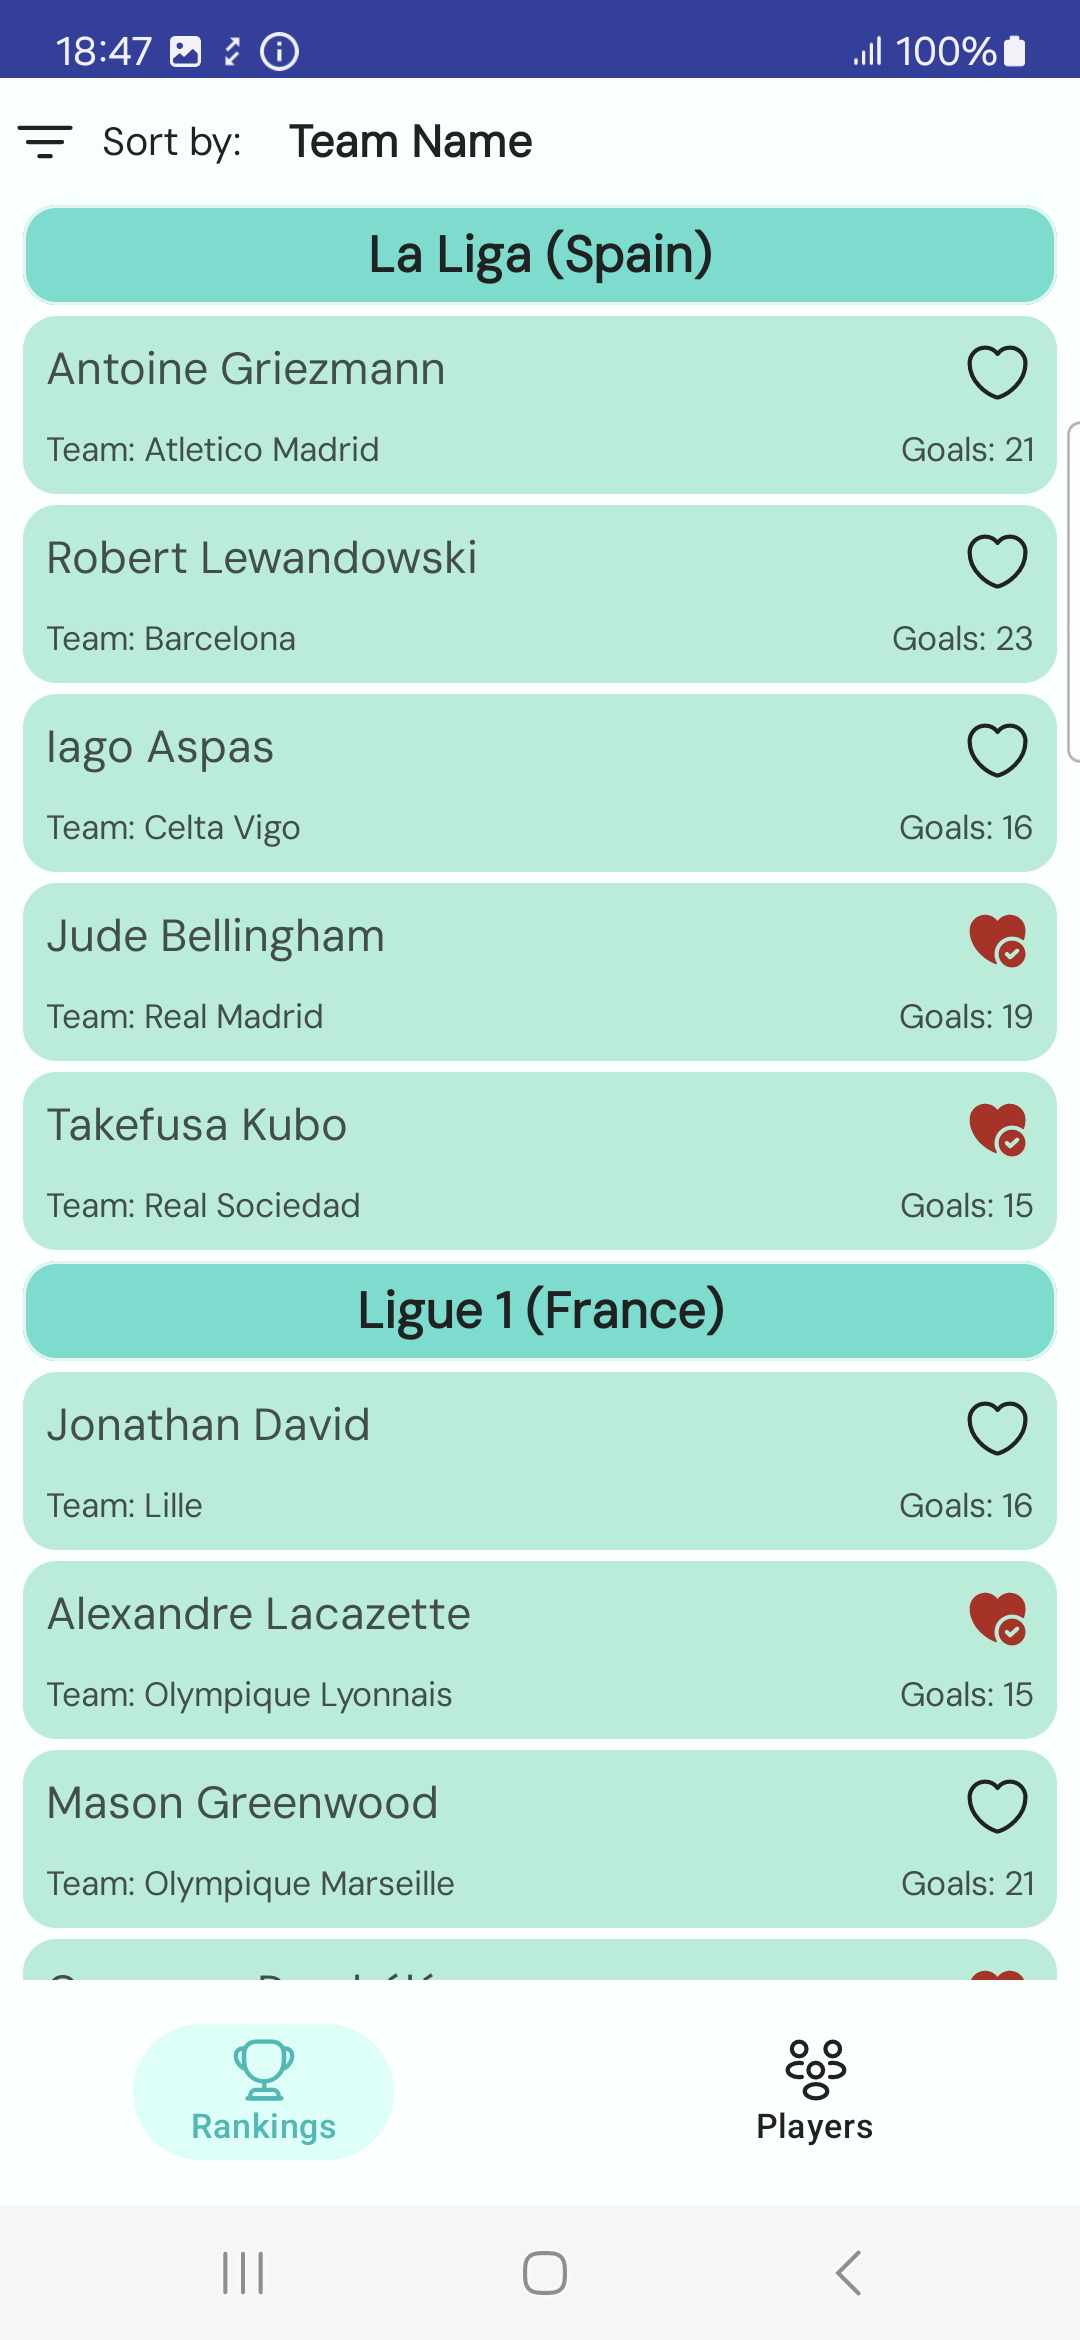 18:47 100%
Sort by: Team Name
La Liga (Spain)
Antoine Griezmann
Team: Atletico Madrid Goals: 21
Robert Lewandowski
Team: Barcelona Goals: 23
Iago Aspas
Team: Celta Vigo Goals: 16
Jude Bellingham
Team: Real Madrid Goals: 19
Takefusa Kubo
Team: Real Sociedad Goals: 15
Ligue 1 (France)
Jonathan David
Team: Lille Goals: 16
Alexandre Lacazette
Team: Olympique Lyonnais Goals: 15
Mason Greenwood
Team: Olympique Marseille Goals: 21
Rankings Players